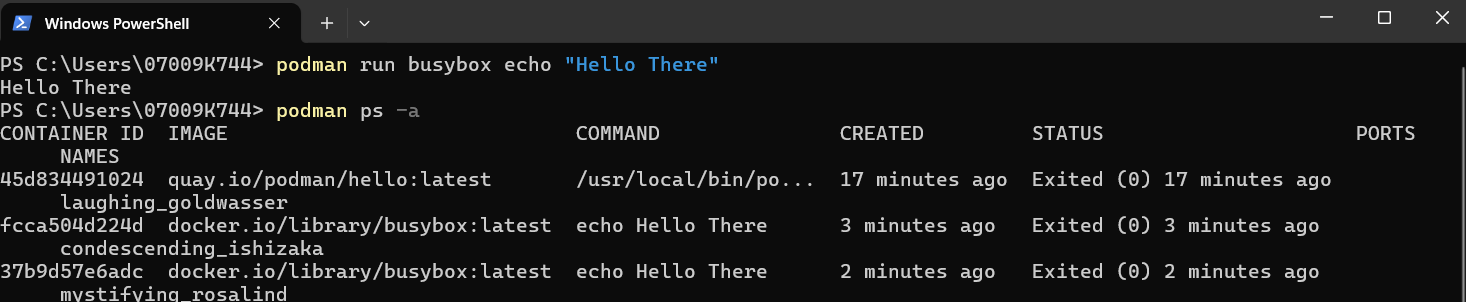 Windows PowerShell
PS C:\Users\07009K744> podman run busybox echo "Hello There"
Hello There
PS C:\Users\07009K744> podman ps -a
CONTAINER ID  IMAGE                             COMMAND               CREATED         STATUS                     PORTS
     NAMES
45d834491024  quay.io/podman/hello:latest       /usr/local/bin/po...  17 minutes ago  Exited (0) 17 minutes ago
     laughing_goldwasser
fcca504d224d  docker.io/library/busybox:latest  echo Hello There      3 minutes ago   Exited (0) 3 minutes ago
     condescending_ishizaka
37b9d57e6adc  docker.io/library/busybox:latest  echo Hello There      2 minutes ago   Exited (0) 2 minutes ago
     mystifying_rosalind